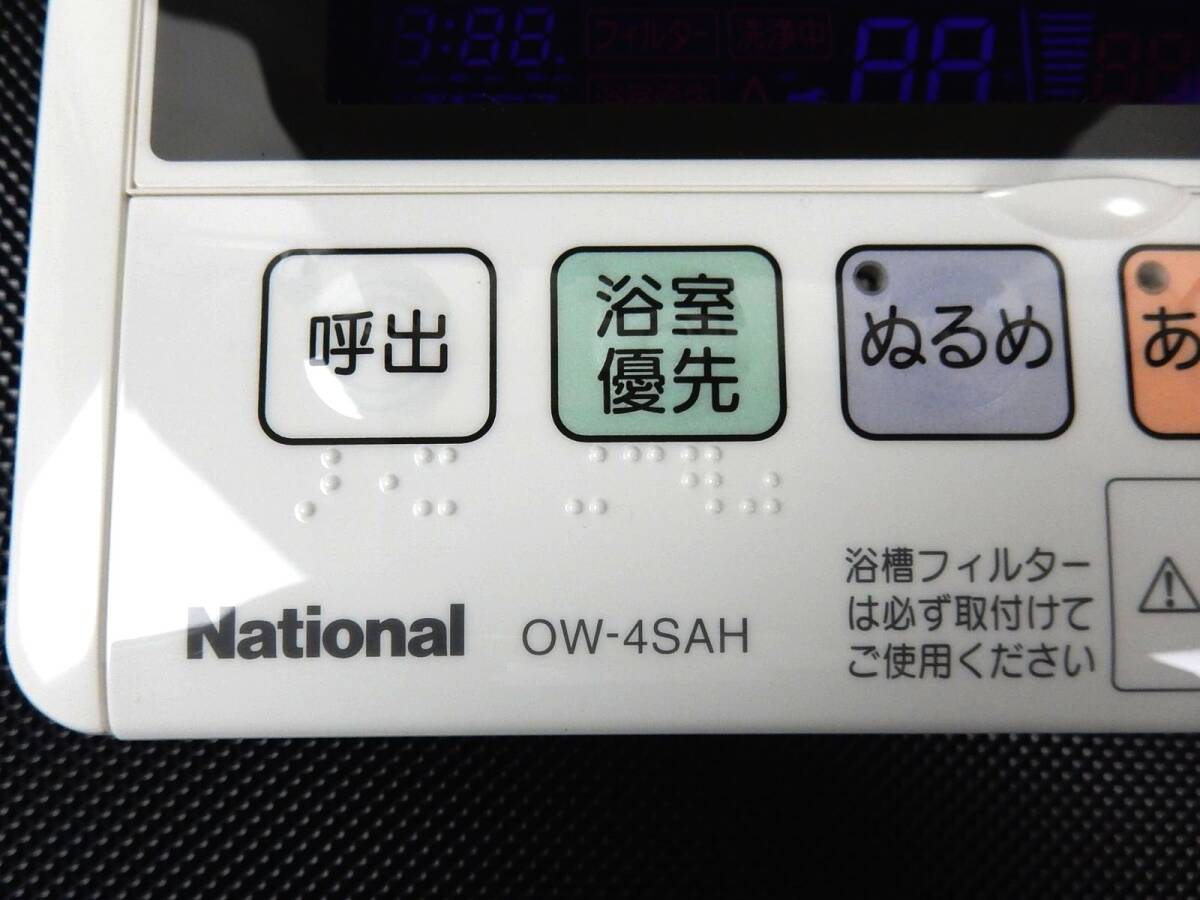 フィルター 洗浄中
呼出
浴室
優先
ぬるめ
あ
浴槽フィルター
は必ず取付けて
ご使用ください
National OW-4SAH